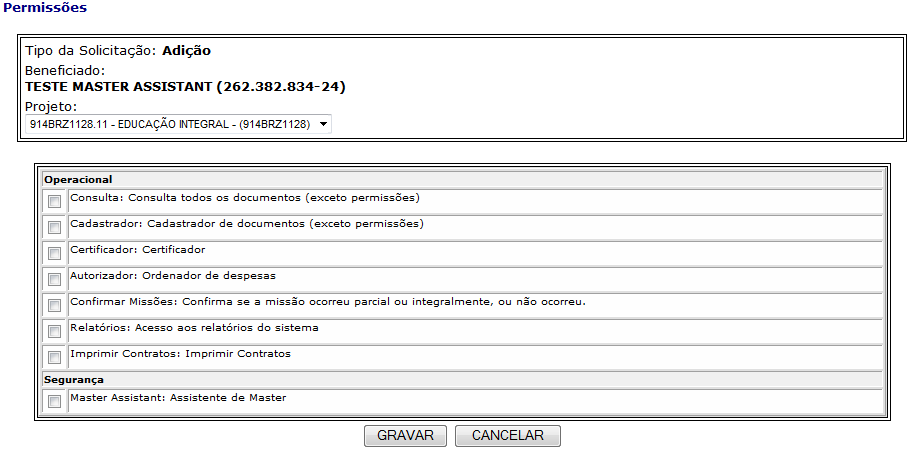 Permissões
Tipo da Solicitação: Adição
Beneficiado:
TESTE MASTER ASSISTANT (262.382.834-24)
Projeto:
914BRZ1128.11 - EDUCAÇÃO INTEGRAL - (914BRZ1128)
Operacional
Consulta: Consulta todos os documentos (exceto permissões)
Cadastrador: Cadastrador de documentos (exceto permissões)
Certificador: Certificador
Autorizador: Ordenador de despesas
Confirmar Missões: Confirma se a missão ocorreu parcial ou integralmente, ou não ocorreu.
Relatórios: Acesso aos relatórios do sistema
Imprimir Contratos: Imprimir Contratos
Segurança
Master Assistant: Assistente de Master
GRAVAR CANCELAR